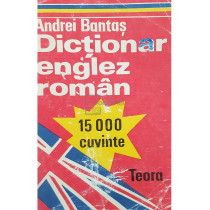 Andrei Bantaş
Dicţionar
englez
român
15 000
cuvinte
Teora